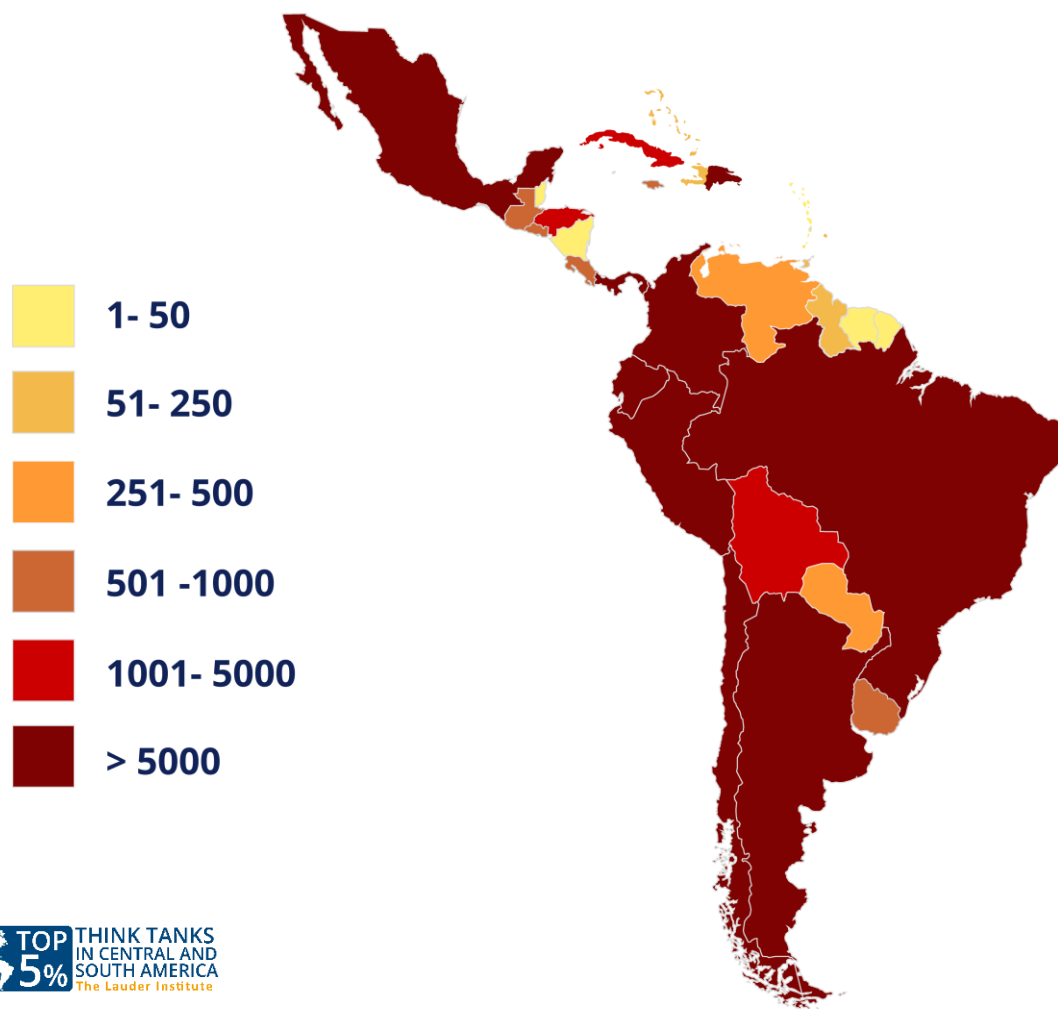 1- 50
51- 250
251- 500
501 -1000
1001- 5000
> 5000
TOP
5%
THINK TANKS
IN CENTRAL AND
SOUTH AMERICA
The Lauder Institute